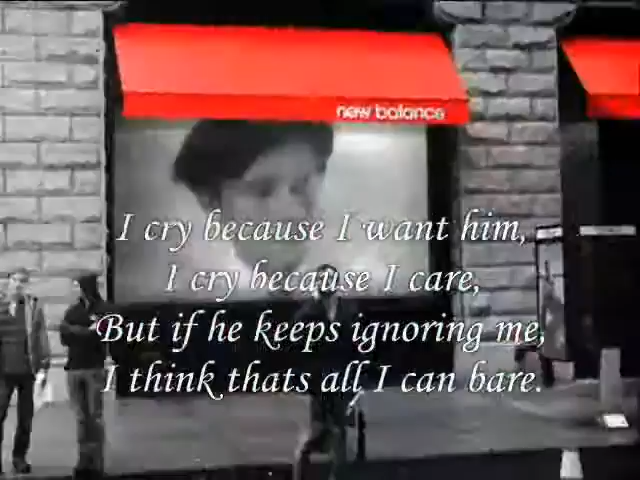 new balance
I cry because I want him,
I cry because I care,
But if he keeps ignoring me,
I think thats all I can bare.